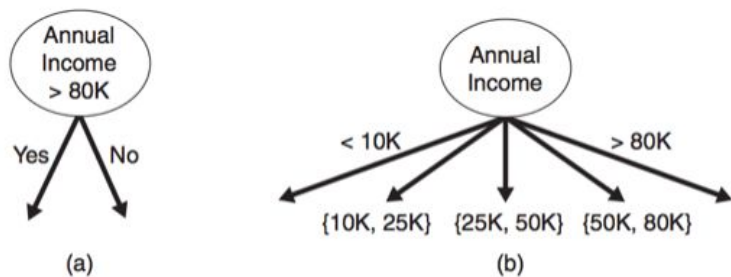 Annual
Income
> 80K
Yes
No
(a)
Annual
Income
< 10K
> 80K
{10K, 25K}
{25K, 50K}
{50K, 80K}
(b)